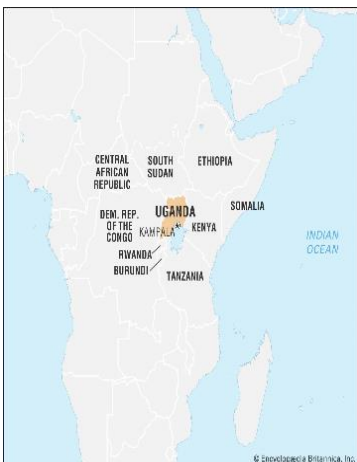 CENTRAL
AFRICAN
REPUBLIC
SOUTH
SUDAN
ETHIOPIA
SOMALIA
DEM. REP.
OF THE
CONGO
UGANDA
KAMPALA
KENYA
RWANDA
BURUNDI
TANZANIA
INDIAN
OCEAN
© Encyclopædia Britannica, Inc.